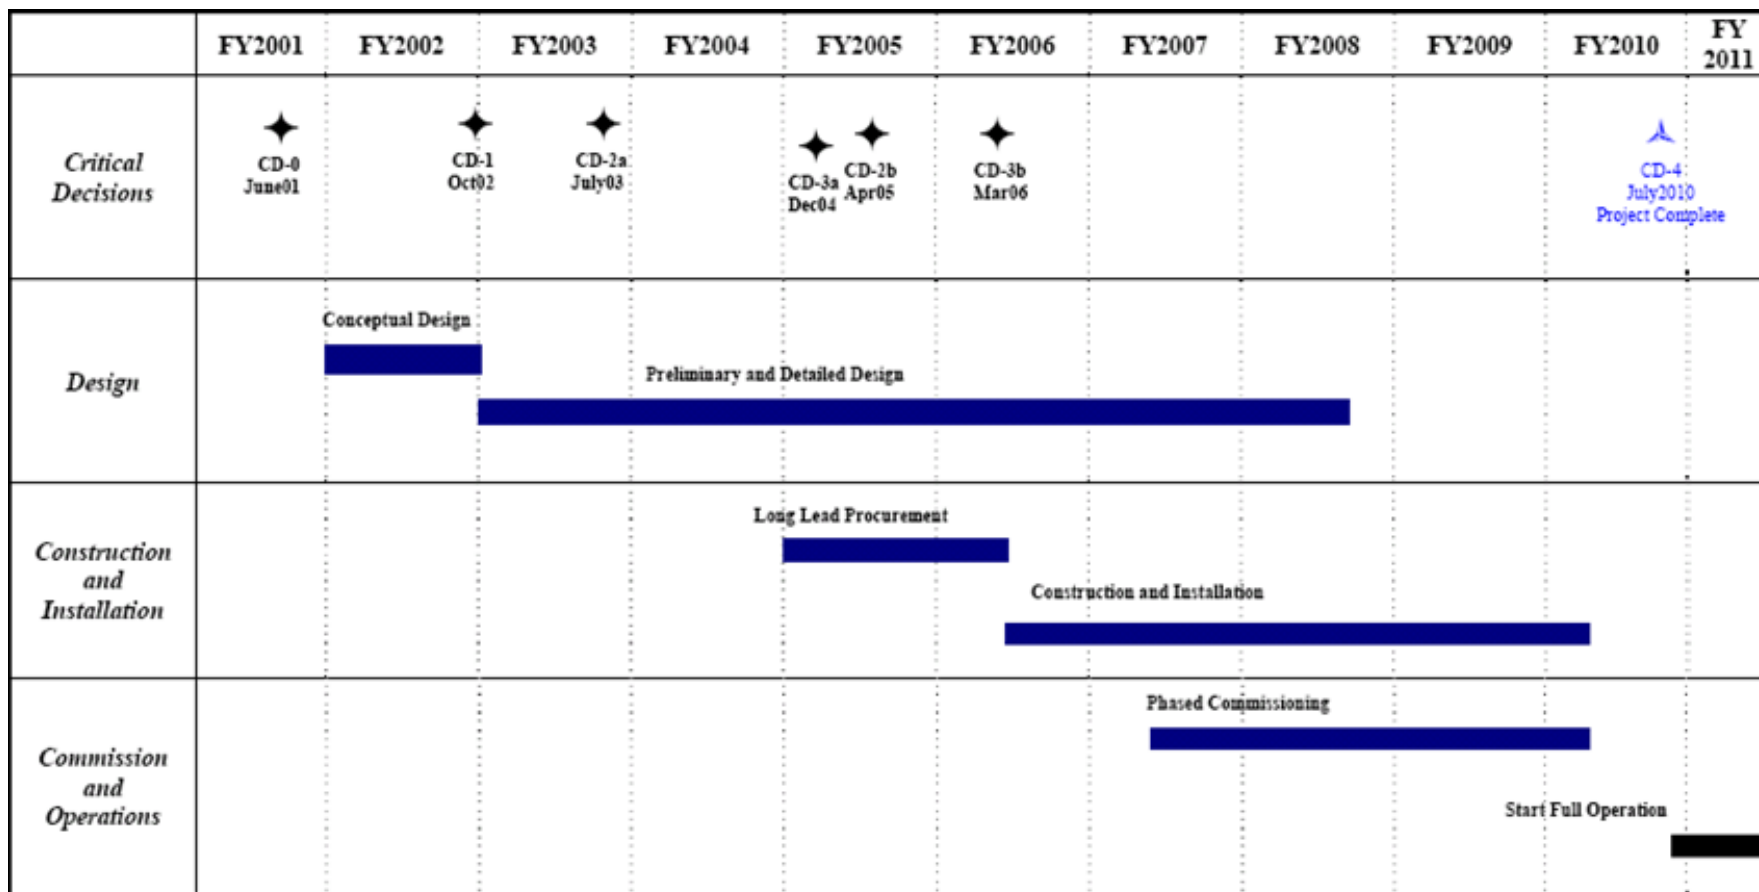 FY2001 FY2002 FY2003 FY2004 FY2005 FY2006 FY2007 FY2008 FY2009 FY2010 FY
2011
Critical
Decisions
CD-0
June01
CD-1
Oct02
CD-2a
July03
CD-3a
Dec04
CD-2b
Apr05
CD-3b
Mar06
CD-4
July2010
Project Complete
Design
Conceptual Design
Preliminary and Detailed Design
Construction
and
Installation
Long Lead Procurement
Construction and Installation
Commission
and
Operations
Phased Commissioning
Start Full Operation